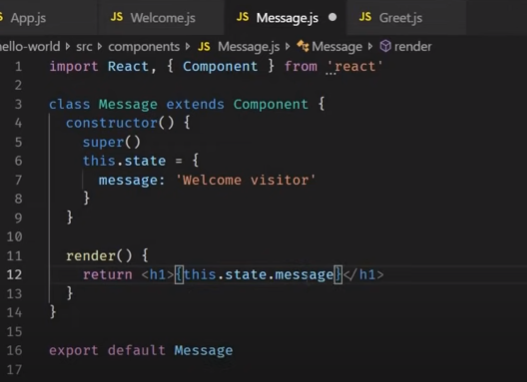 JS App.js JS Welcome.js JS Message.js JS Greet.js
hello-world > src > components > JS Message.js > Message > render
1 import React, { Component } from 'react'
2
3 class Message extends Component {
4 constructor() {
5 super()
6 this.state = {
7 message: 'Welcome visitor'
8 }
9 }
10
11 render() {
12 return <h1>{this.state.message}</h1>
13 }
14 }
15
16 export default Message
17